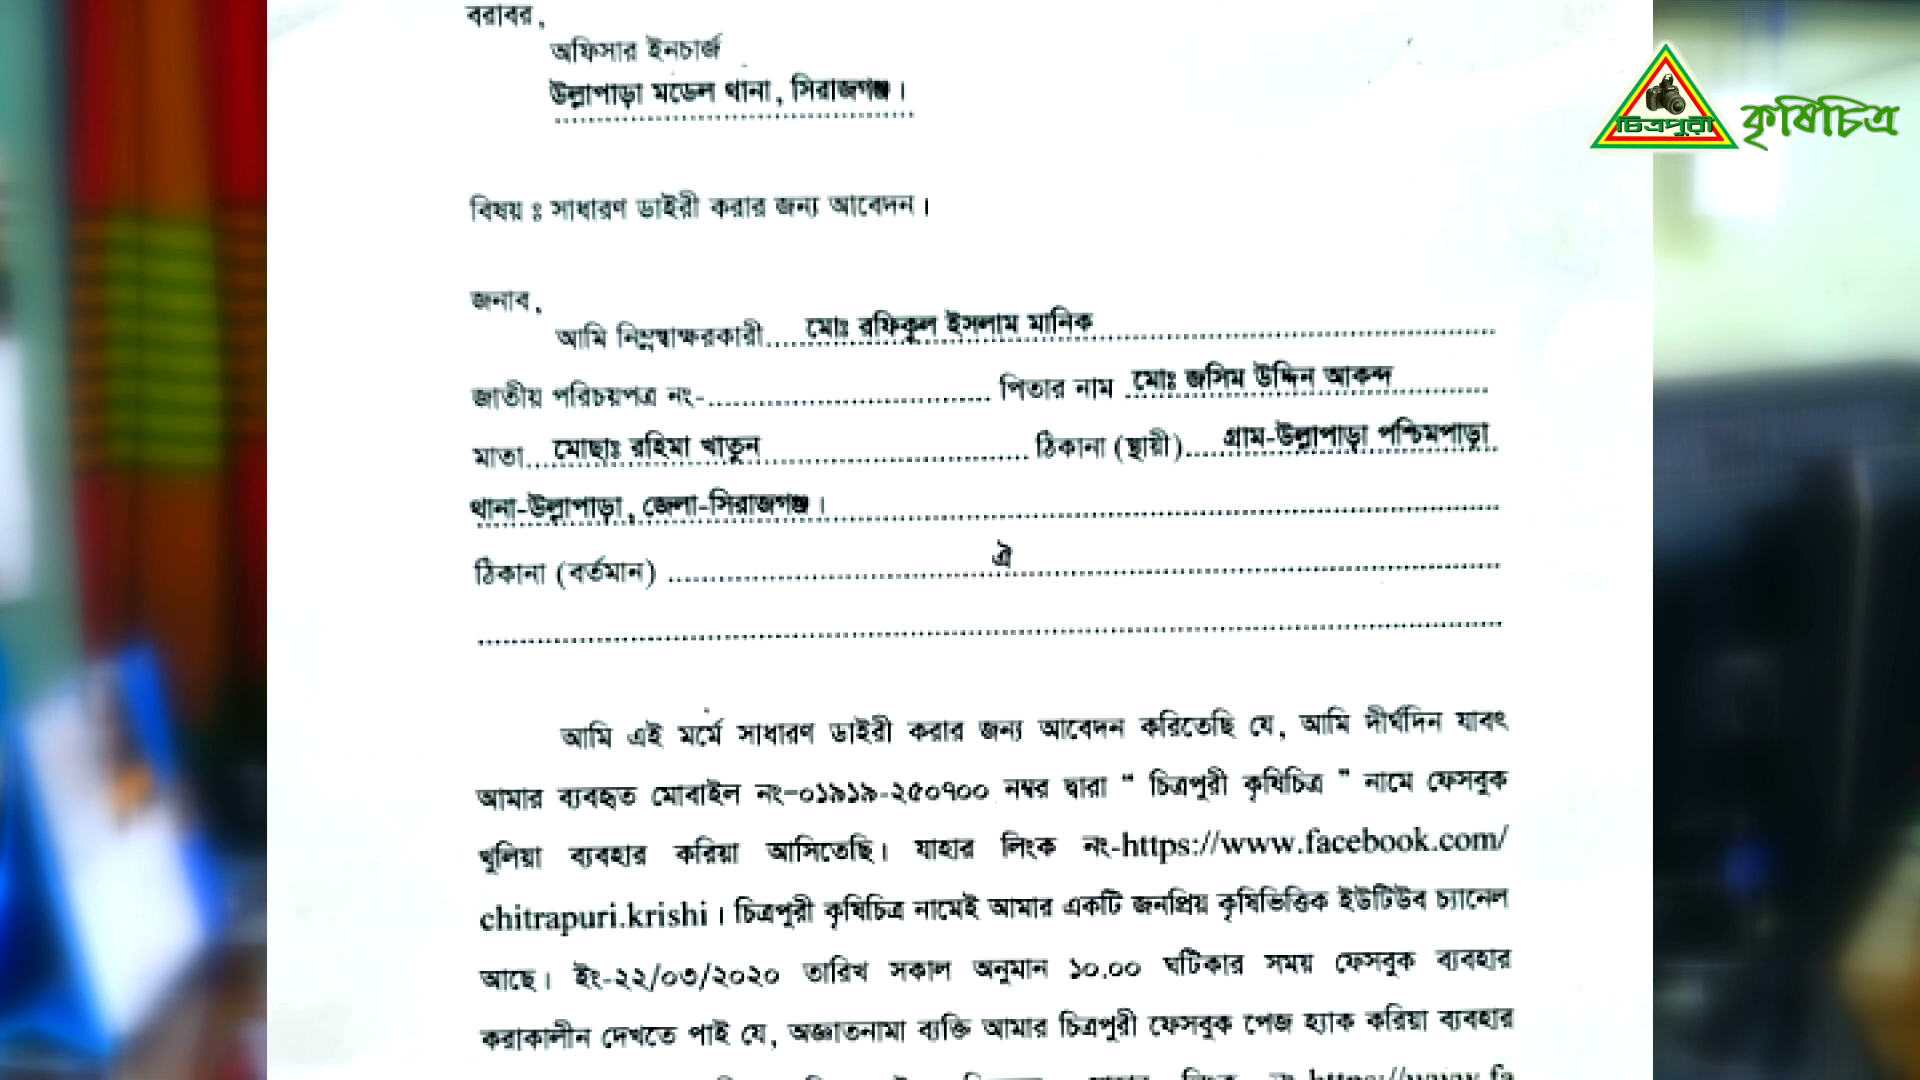 বরাবর,
অফিসার ইনচার্জ
উল্লাপাড়া মডেল থানা, সিরাজগঞ্জ।
চিত্রপুরী
কৃষিচিত্র
বিষয় ঃ সাধারণ ডাইরী করার জন্য আবেদন।
জনাব,
আমি নিম্নস্বাক্ষরকারী..... মোঃ রফিকুল ইসলাম মানিক
জাতীয় পরিচয়পত্র নং-.............................. পিতার নাম মোঃ জসিম উদ্দিন আকন্দ
মাতা... মোছাঃ রহিমা খাতুন ........................ ঠিকানা (স্থায়ী)..... গ্রাম-উল্লাপাড়া পশ্চিমপাড়া
থানা-উল্লাপাড়া, জেলা-সিরাজগঞ্জ।
ঠিকানা (বর্তমান) .............................. ঐ
আমি এই মর্মে সাধারণ ডাইরী করার জন্য আবেদন করিতেছি যে, আমি দীর্ঘদিন যাবৎ
আমার ব্যবহৃত মোবাইল নং-০১৯১৯-২৫০৭০০ নম্বর দ্বারা " চিত্রপুরী কৃষিচিত্র " নামে ফেসবুক
খুলিয়া ব্যবহার করিয়া আসিতেছি। যাহার লিংক নং-https://www.facebook.com/
chitrapuri.krishi। চিত্রপুরী কৃষিচিত্র নামেই আমার একটি জনপ্রিয় কৃষিভিত্তিক ইউটিউব চ্যানেল
আছে। ইং-২২/০৩/২০২০ তারিখ সকাল অনুমান ১০.০০ ঘটিকার সময় ফেসবুক ব্যবহার
করাকালীন দেখতে পাই যে, অজ্ঞাতনামা ব্যক্তি আমার চিত্রপুরী ফেসবুক পেজ হ্যাক করিয়া ব্যবহার